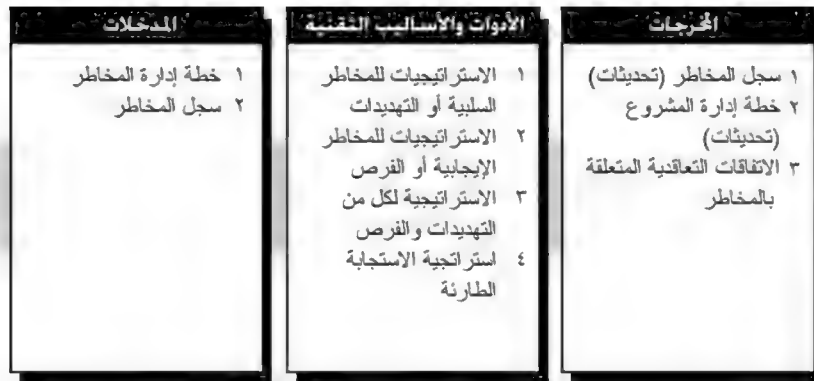 المدخلات
١ خطة إدارة المخاطر
٢ سجل المخاطر
الأدوات والأساليب التقنية
١ الاستراتيجيات للمخاطر
السلبية أو التهديدات
٢ الاستراتيجيات للمخاطر
الإيجابية أو الفرص
٣ الاستراتيجية لكل من
التهديدات والفرص
٤ استراتجية الاستجابة
الطارئة
المخرجات
١ سجل المخاطر (تحديثات)
٢ خطة إدارة المشروع
(تحديثات)
٣ الاتفاقات التعاقدية المتعلقة
بالمخاطر